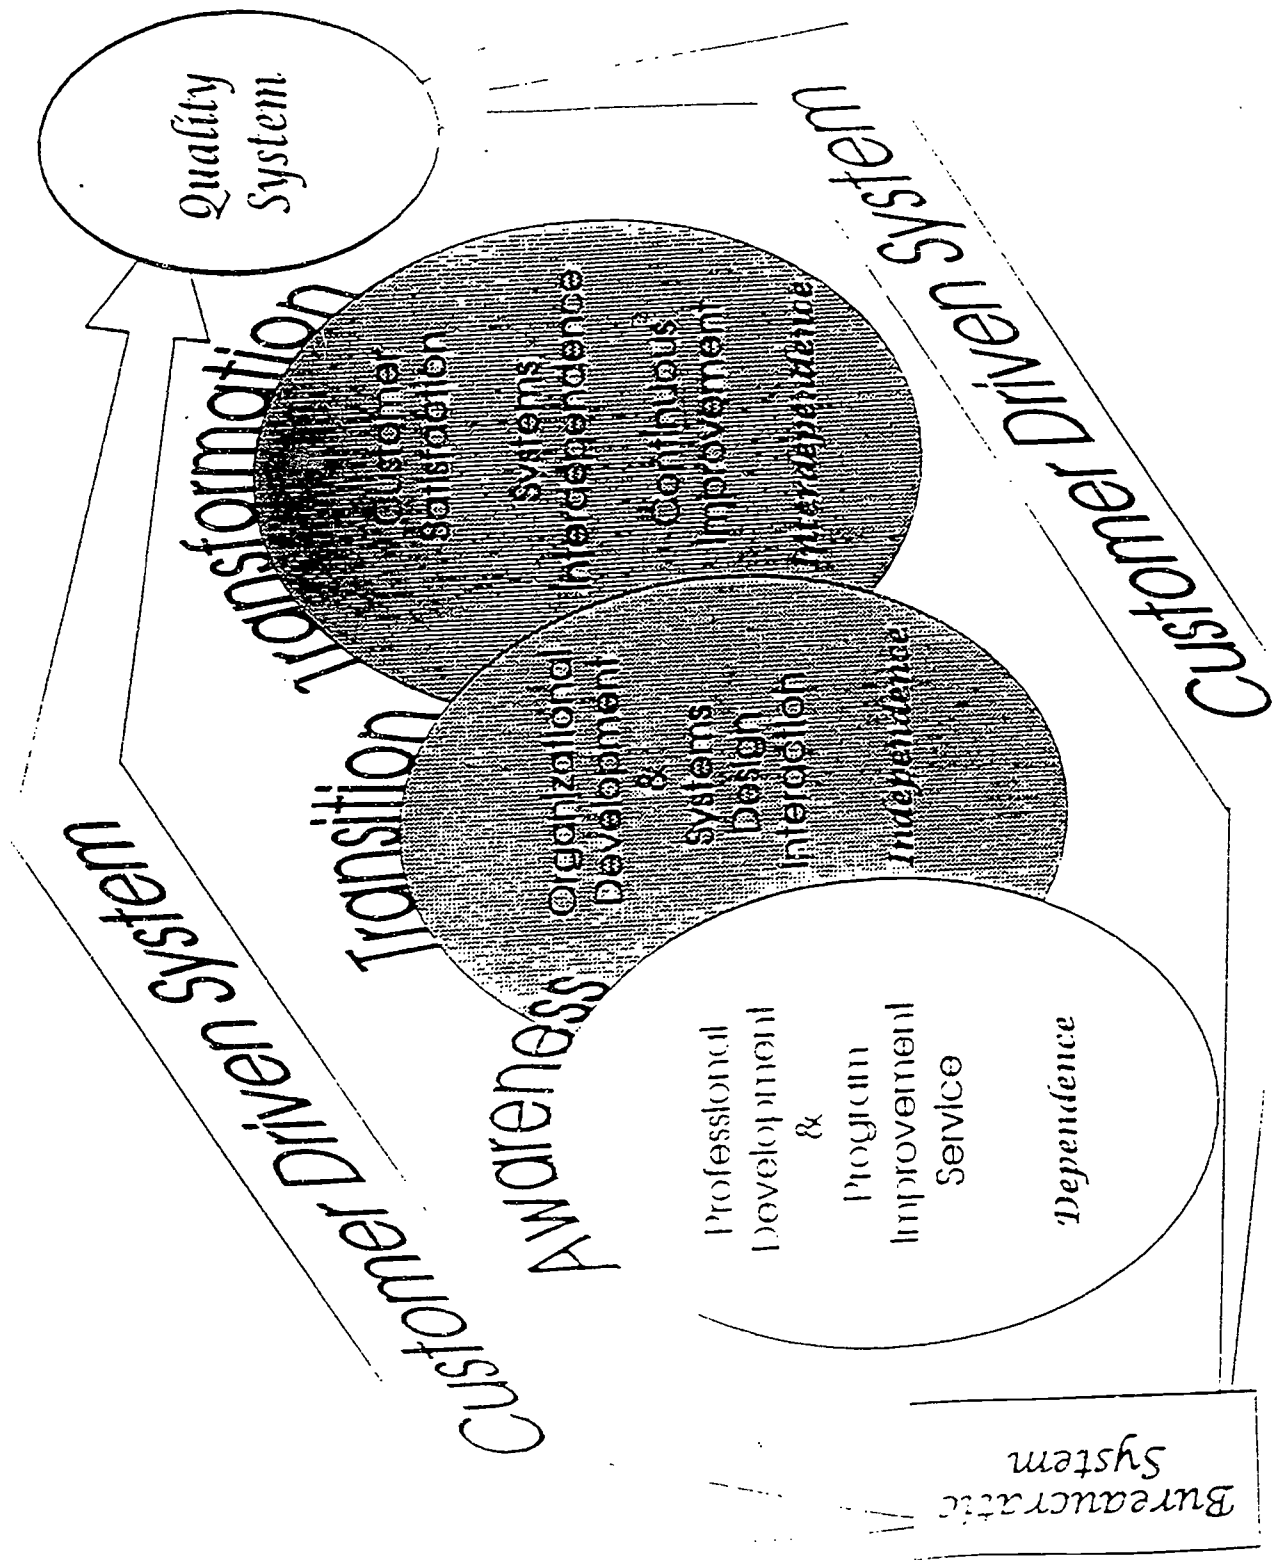 Quality
System
Customer Driven System
Transformation
Customer
Satisfaction
Systems
Interdependence
Continuous
Improvement
Interdependence
Transition
Organizational
Development
&
Systems
Design
Interaction
Independence
Awareness
Professional
Development
&
Program
Improvement
Service
Dependence
Customer Driven System
Bureaucratic
System